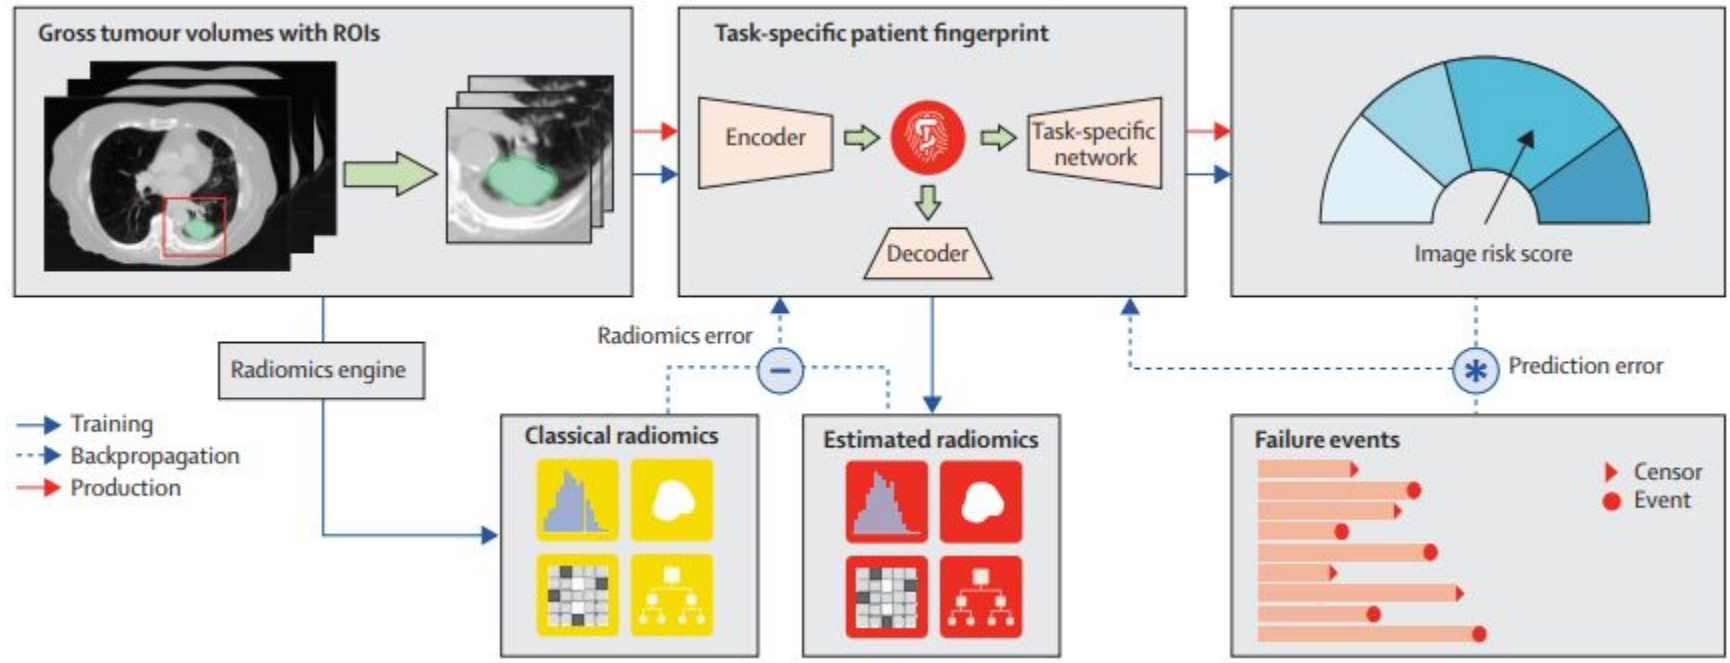 Gross tumour volumes with ROIs
Task-specific patient fingerprint
Encoder
Task-specific
network
Decoder
Image risk score
Radiomics error
Prediction error
Radiomics engine
Training
Backpropagation
Production
Classical radiomics
Estimated radiomics
Failure events
Censor
Event